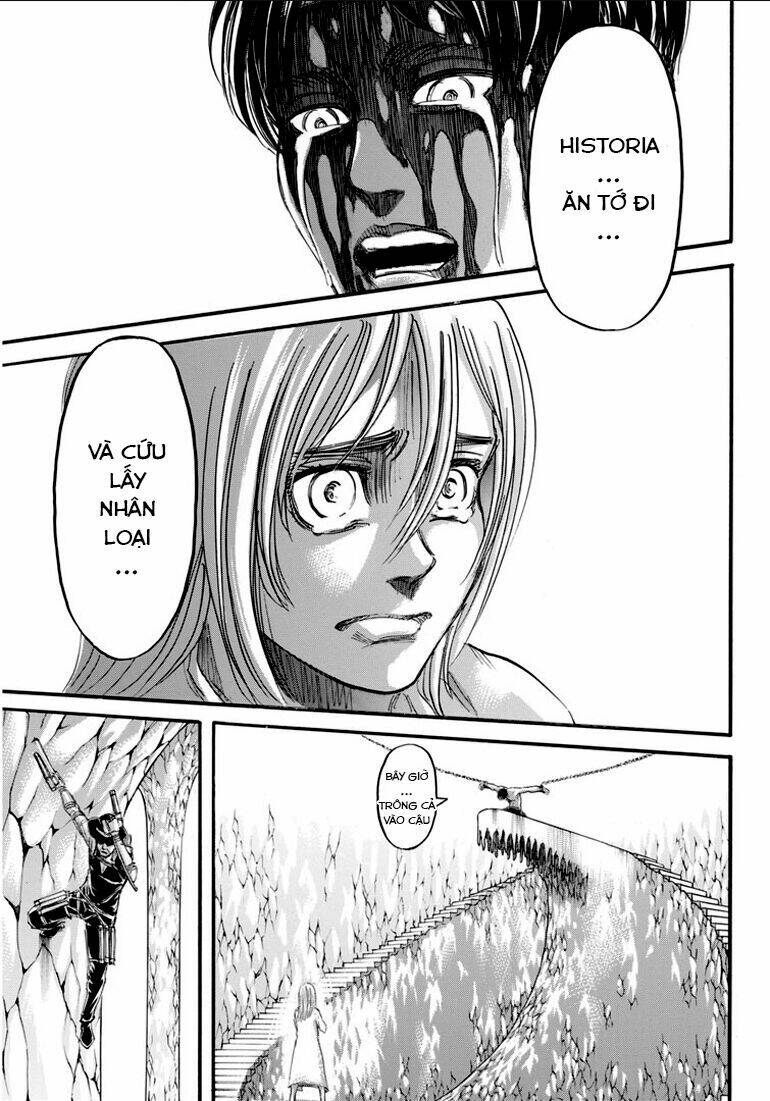 HISTORIA
...
ĂN TỚ ĐI
...
VÀ CỨU
LẤY
NHÂN
LOẠI
...
BÂY GIỜ
...
TRÔNG CẢ
VÀO CẬU